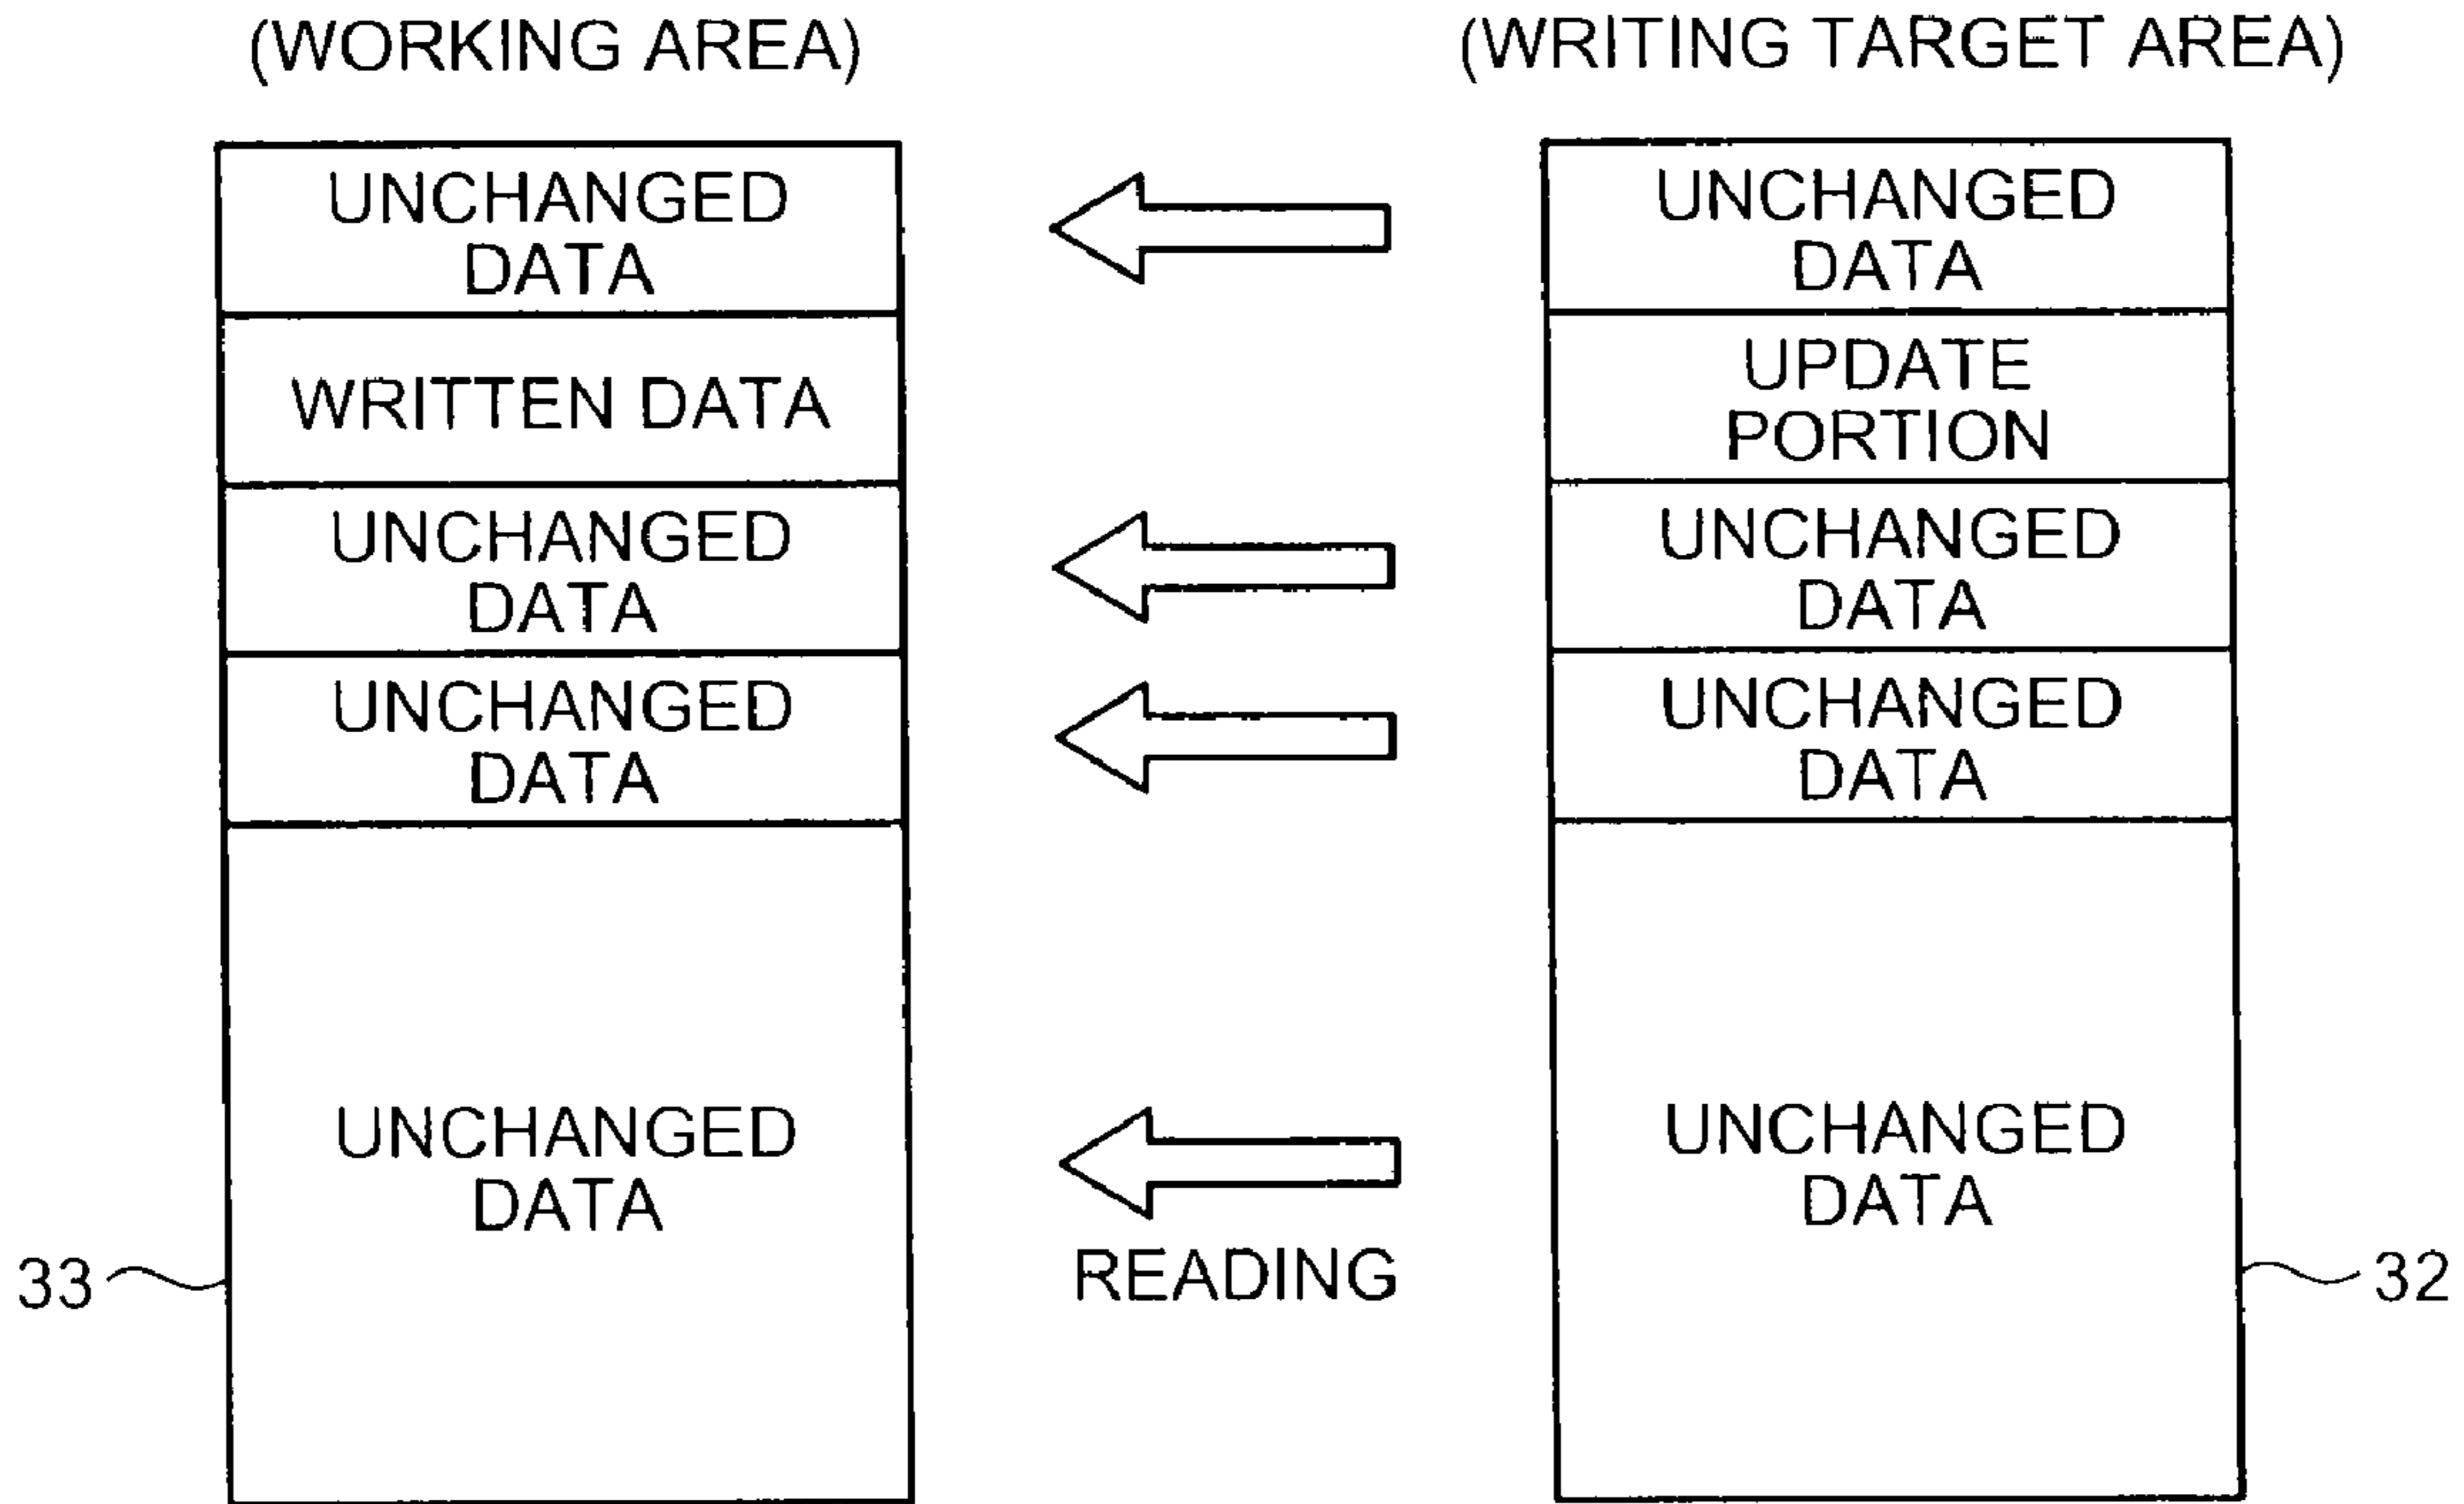 (WORKING AREA)
(WRITING TARGET AREA)
UNCHANGED
DATA
WRITTEN DATA
UNCHANGED
DATA
UNCHANGED
DATA
UNCHANGED
DATA
33
READING
UNCHANGED
DATA
UPDATE
PORTION
UNCHANGED
DATA
UNCHANGED
DATA
UNCHANGED
DATA
32